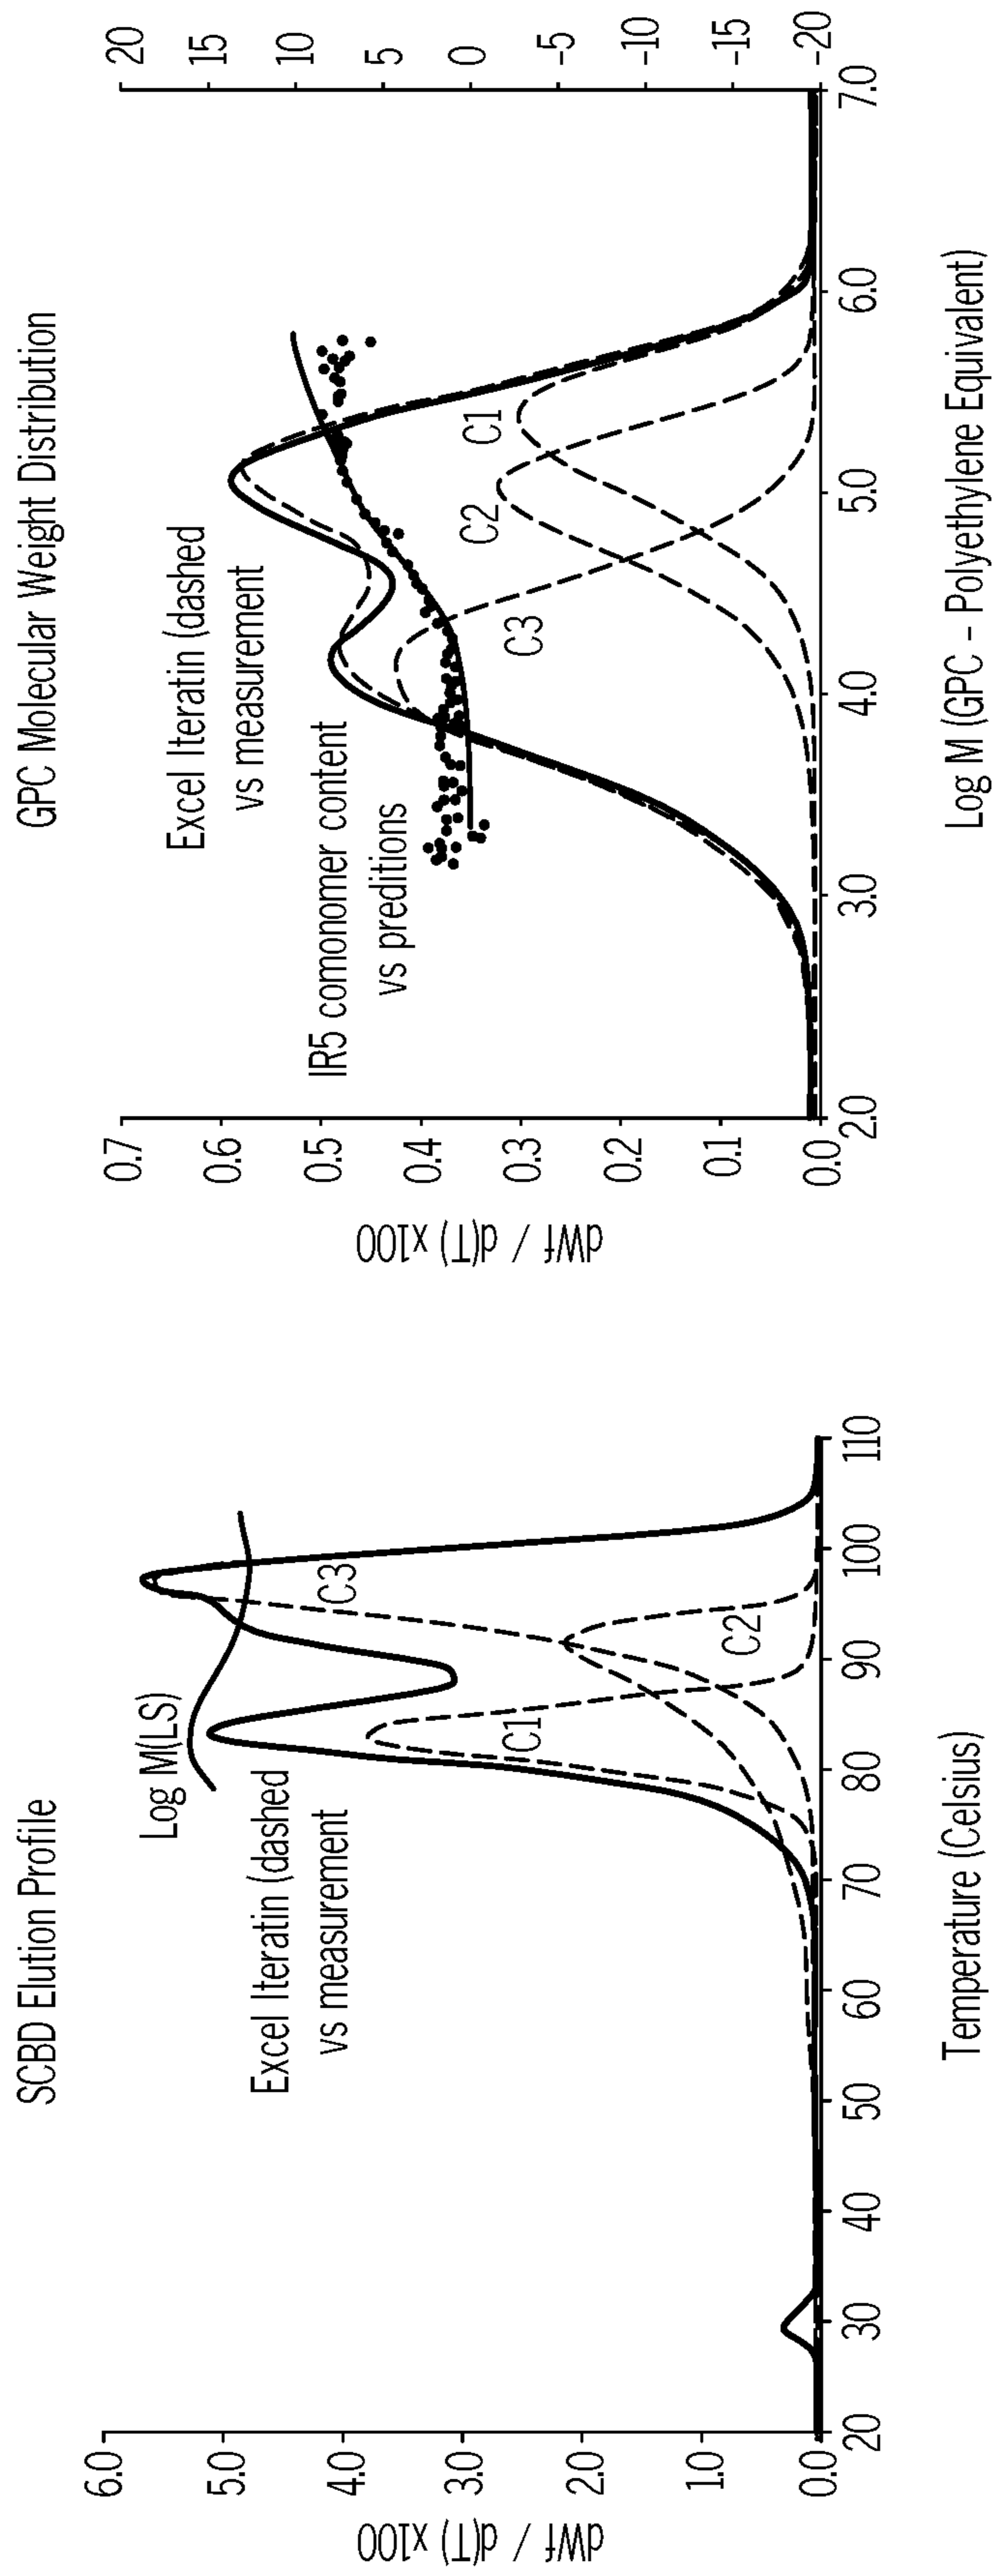 SCBD Elution Profile
Log M(LS)
Excel Iteratin (dashed
vs measurement
C3
C1
C2
6.0
5.0
4.0
3.0
2.0
1.0
0.0
dWf / d(T) x100
20
30
40
50
60
70
80
90
100
110
Temperature (Celsius)
GPC Molecular Weight Distribution
Excel Iteratin (dashed
vs measurement
IR5 comonomer content
vs preditions
C3
C2
C1
0.7
0.6
0.5
0.4
0.3
0.2
0.1
0.0
dWf / d(T) x100
20
15
10
5
0
-5
-10
-15
-20
2.0
3.0
4.0
5.0
6.0
7.0
Log M (GPC - Polyethylene Equivalent)